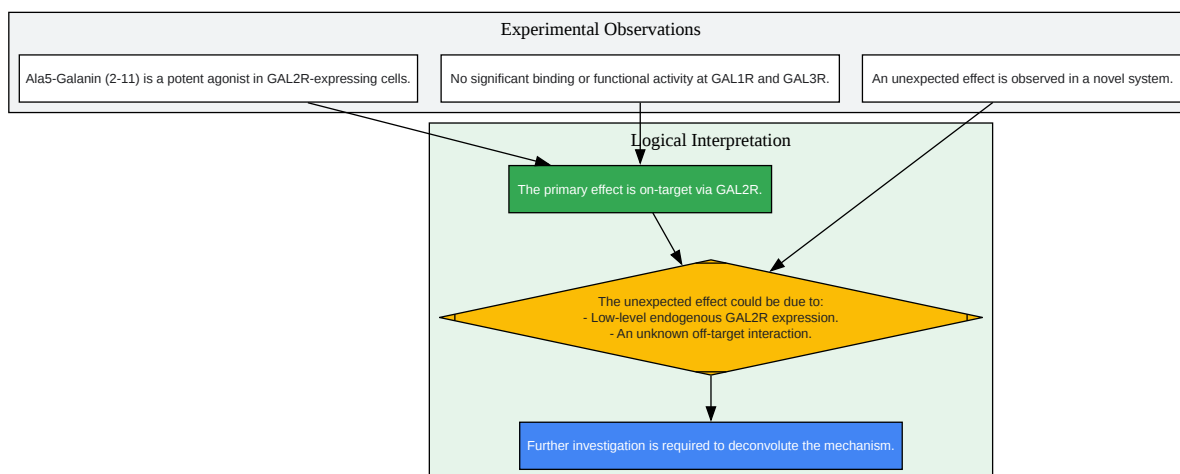 Experimental Observations
Ala5-Galanin (2-11) is a potent agonist in GAL2R-expressing cells.
No significant binding or functional activity at GAL1R and GAL3R.
An unexpected effect is observed in a novel system.
Logical Interpretation
The primary effect is on-target via GAL2R.
The unexpected effect could be due to:
- Low-level endogenous GAL2R expression.
- An unknown off-target interaction.
Further investigation is required to deconvolute the mechanism.